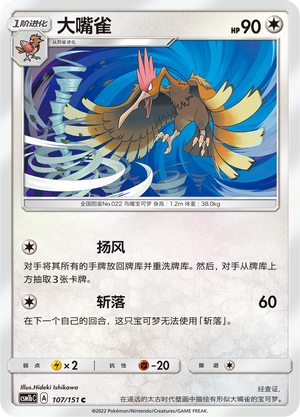 1阶进化
大嘴雀
HP 90
从烈雀进化
全国图鉴No.022 鸟嘴宝可梦 身高：1.2m 体重：38.0kg
扬风
对手将其所有的手牌放回牌库并重洗牌库。然后，对手从牌库上
方抽取3张卡牌。
斩落 60
在下一个自己的回合，这只宝可梦无法使用「斩落」。
弱点 ×2 抗性 -20 撤退
Illus.Hideki Ishikawa
CSM1b C A 107/151 C
经查证，
在遥远的太古时代壁画中描绘有形似大嘴雀的宝可梦。
©2022 Pokémon/Nintendo/Creatures/GAME FREAK.